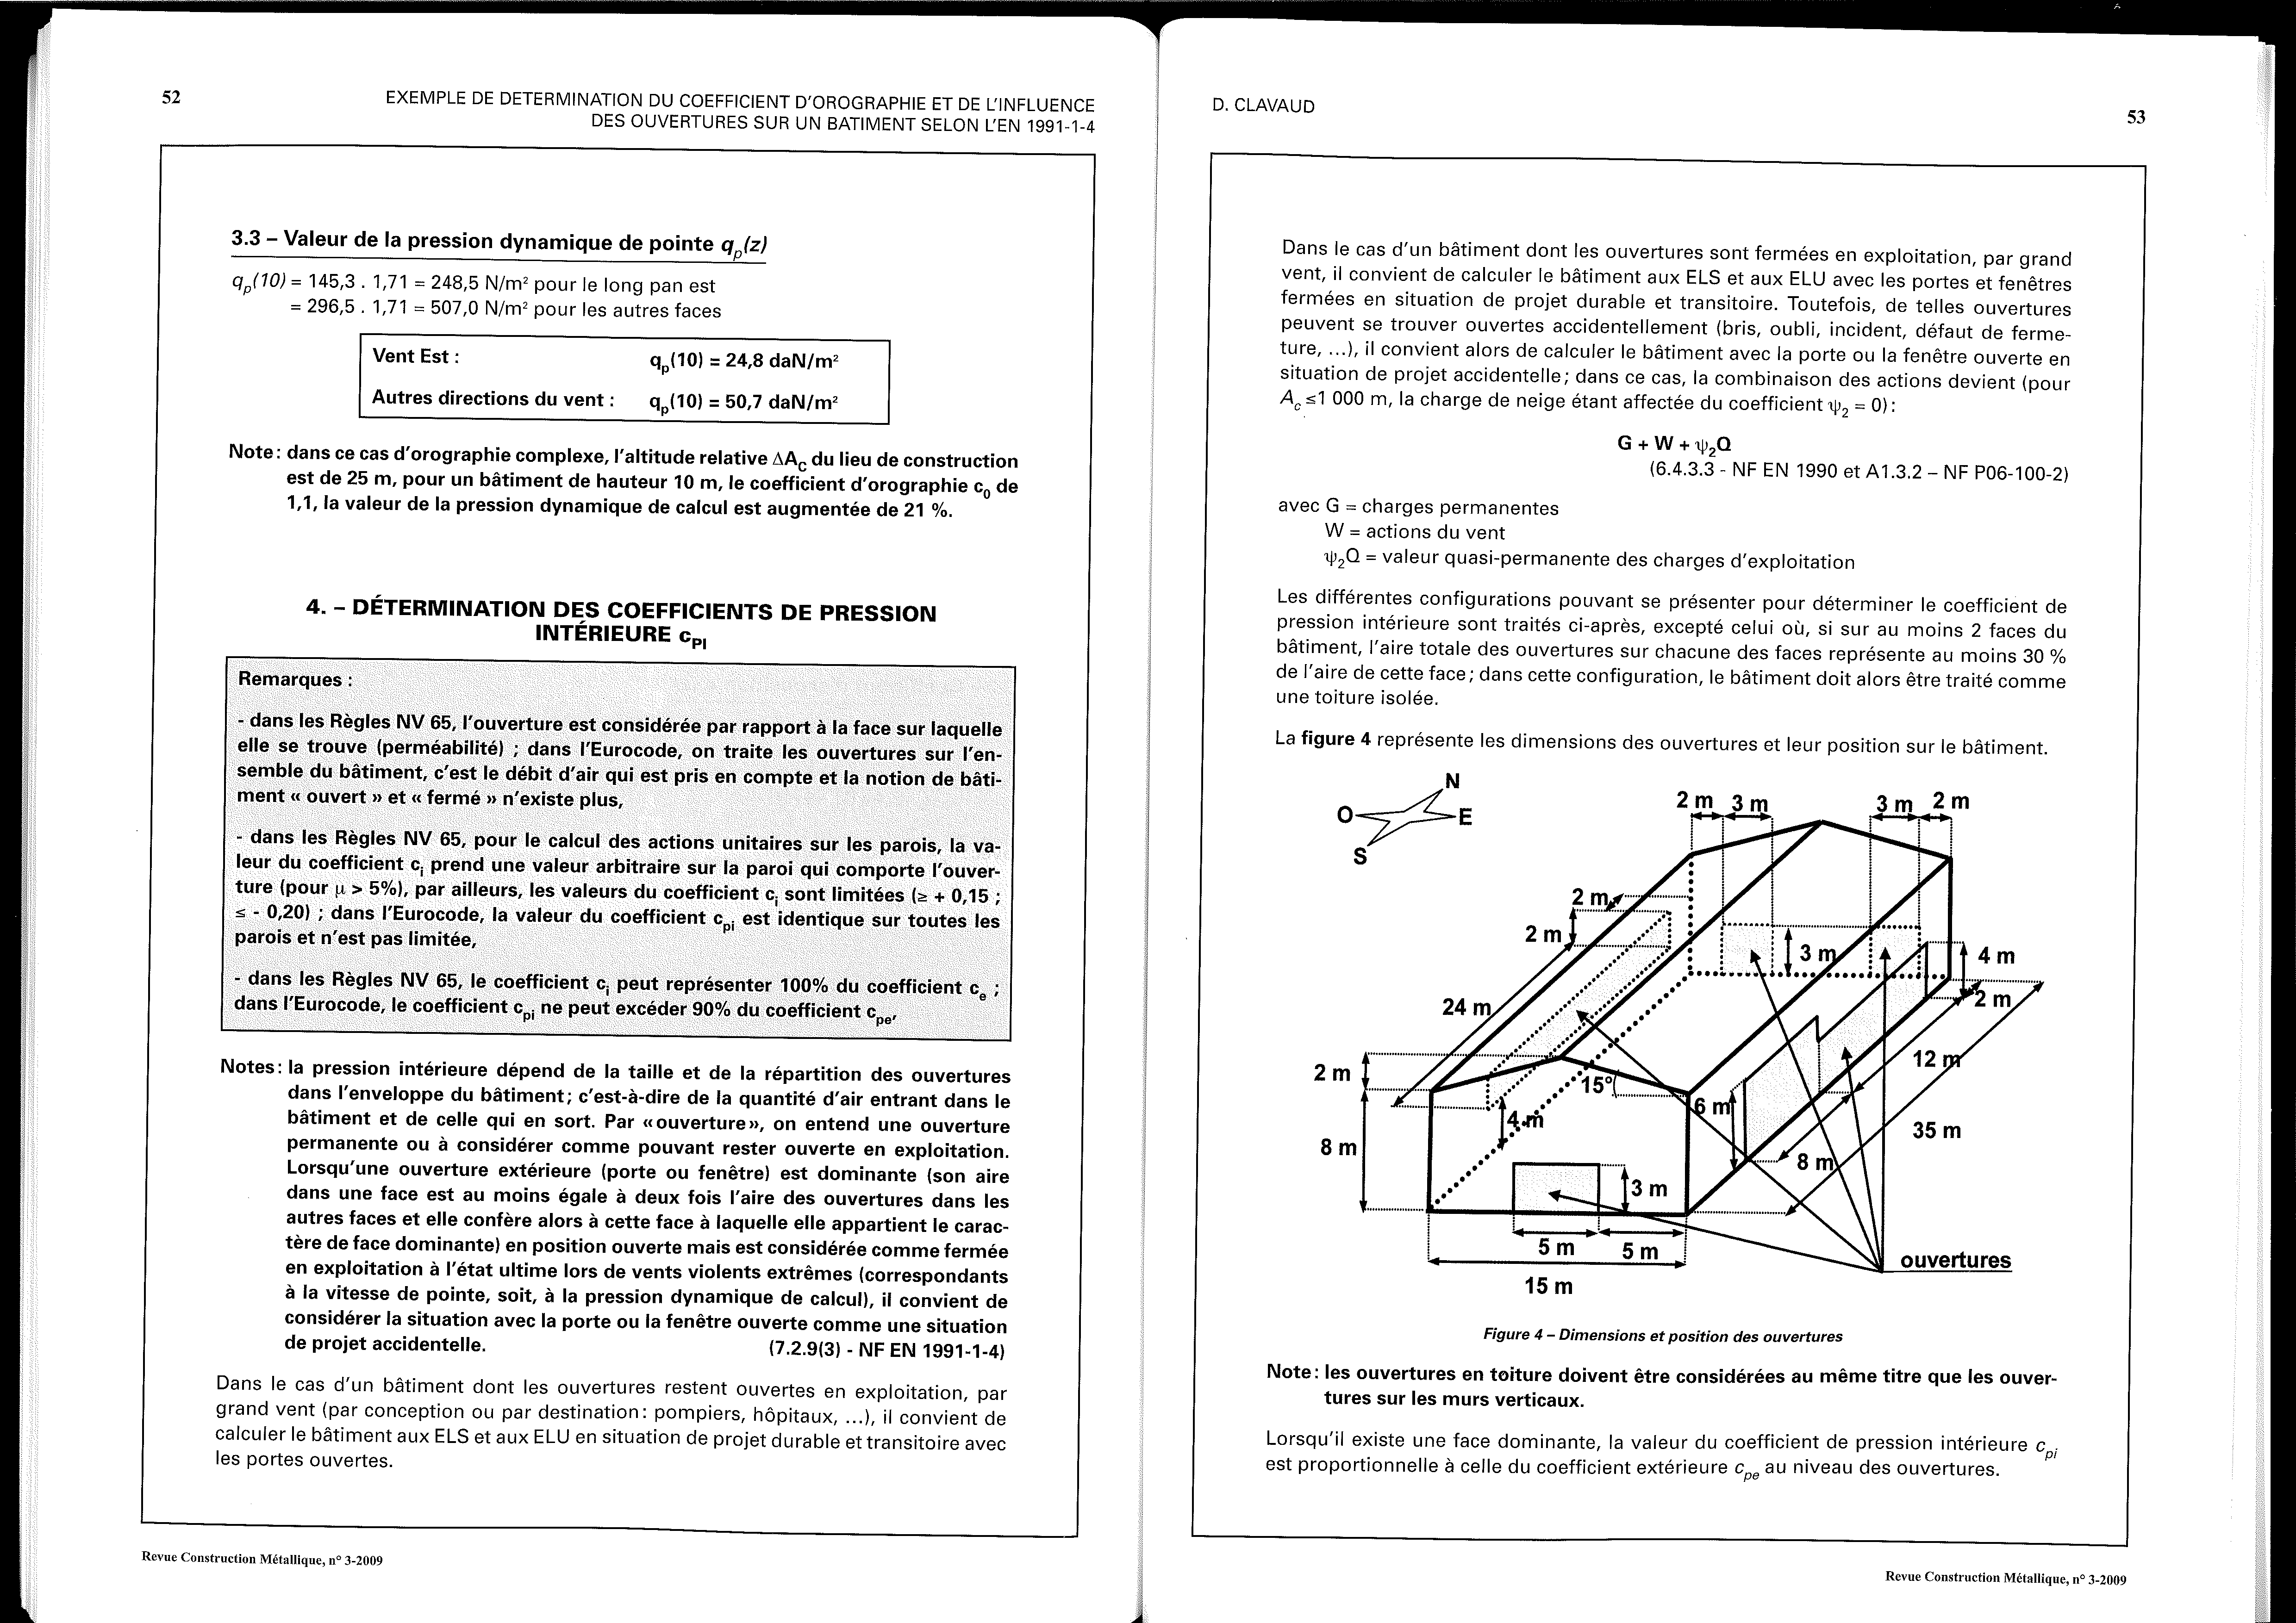 52
EXEMPLE DE DETERMINATION DU COEFFICIENT D'OROGRAPHIE ET DE L'INFLUENCE
DES OUVERTURES SUR UN BATIMENT SELON L'EN 1991-1-4
3.3 – Valeur de la pression dynamique de pointe qp(z)
qp(10) = 145,3 . 1,71 = 248,5 N/m² pour le long pan est
= 296,5 . 1,71 = 507,0 N/m² pour les autres faces
Vent Est : qp(10) = 24,8 daN/m²
Autres directions du vent : qp(10) = 50,7 daN/m²
Note : dans ce cas d'orographie complexe, l'altitude relative ΔAC du lieu de construction
est de 25 m, pour un bâtiment de hauteur 10 m, le coefficient d'orographie c0 de
1,1, la valeur de la pression dynamique de calcul est augmentée de 21 %.
4. – DÉTERMINATION DES COEFFICIENTS DE PRESSION
INTÉRIEURE cPI
Remarques :
- dans les Règles NV 65, l'ouverture est considérée par rapport à la face sur laquelle
elle se trouve (perméabilité) ; dans l'Eurocode, on traite les ouvertures sur l'en-
semble du bâtiment, c'est le débit d'air qui est pris en compte et la notion de bâti-
ment « ouvert » et « fermé » n'existe plus,
- dans les Règles NV 65, pour le calcul des actions unitaires sur les parois, la va-
leur du coefficient ci prend une valeur arbitraire sur la paroi qui comporte l'ouver-
ture (pour μ > 5%), par ailleurs, les valeurs du coefficient ci sont limitées (≥ + 0,15 ;
≤ - 0,20) ; dans l'Eurocode, la valeur du coefficient cpi est identique sur toutes les
parois et n'est pas limitée,
- dans les Règles NV 65, le coefficient ci peut représenter 100% du coefficient ce ;
dans l'Eurocode, le coefficient cpi ne peut excéder 90% du coefficient cpe,
Notes : la pression intérieure dépend de la taille et de la répartition des ouvertures
dans l'enveloppe du bâtiment; c'est-à-dire de la quantité d'air entrant dans le
bâtiment et de celle qui en sort. Par «ouverture», on entend une ouverture
permanente ou à considérer comme pouvant rester ouverte en exploitation.
Lorsqu'une ouverture extérieure (porte ou fenêtre) est dominante (son aire
dans une face est au moins égale à deux fois l'aire des ouvertures dans les
autres faces et elle confère alors à cette face à laquelle elle appartient le carac-
tère de face dominante) en position ouverte mais est considérée comme fermée
en exploitation à l'état ultime lors de vents violents extrêmes (correspondants
à la vitesse de pointe, soit, à la pression dynamique de calcul), il convient de
considérer la situation avec la porte ou la fenêtre ouverte comme une situation
de projet accidentelle. (7.2.9(3) - NF EN 1991-1-4)
Dans le cas d'un bâtiment dont les ouvertures restent ouvertes en exploitation, par
grand vent (par conception ou par destination: pompiers, hôpitaux, ...), il convient de
calculer le bâtiment aux ELS et aux ELU en situation de projet durable et transitoire avec
les portes ouvertes.
Revue Construction Métallique, n° 3-2009
D. CLAVAUD
53
Dans le cas d'un bâtiment dont les ouvertures sont fermées en exploitation, par grand
vent, il convient de calculer le bâtiment aux ELS et aux ELU avec les portes et fenêtres
fermées en situation de projet durable et transitoire. Toutefois, de telles ouvertures
peuvent se trouver ouvertes accidentellement (bris, oubli, incident, défaut de ferme-
ture, ...), il convient alors de calculer le bâtiment avec la porte ou la fenêtre ouverte en
situation de projet accidentelle; dans ce cas, la combinaison des actions devient (pour
Ac ≤1 000 m, la charge de neige étant affectée du coefficient ψ2 = 0):
G + W + ψ2Q
(6.4.3.3 - NF EN 1990 et A1.3.2 – NF P06-100-2)
avec G = charges permanentes
W = actions du vent
ψ2Q = valeur quasi-permanente des charges d'exploitation
Les différentes configurations pouvant se présenter pour déterminer le coefficient de
pression intérieure sont traités ci-après, excepté celui où, si sur au moins 2 faces du
bâtiment, l'aire totale des ouvertures sur chacune des faces représente au moins 30 %
de l'aire de cette face; dans cette configuration, le bâtiment doit alors être traité comme
une toiture isolée.
La figure 4 représente les dimensions des ouvertures et leur position sur le bâtiment.
N
O
E
S
2 m 3 m 3 m 2 m
2 m
2 m
3 m
4 m
24 m
2 m
12 m
2 m
15°
6 m
4 m
35 m
8 m
8 m
3 m
5 m
5 m
ouvertures
15 m
Figure 4 – Dimensions et position des ouvertures
Note : les ouvertures en toiture doivent être considérées au même titre que les ouver-
tures sur les murs verticaux.
Lorsqu'il existe une face dominante, la valeur du coefficient de pression intérieure cpi
est proportionnelle à celle du coefficient extérieure cpe au niveau des ouvertures.
Revue Construction Métallique, n° 3-2009